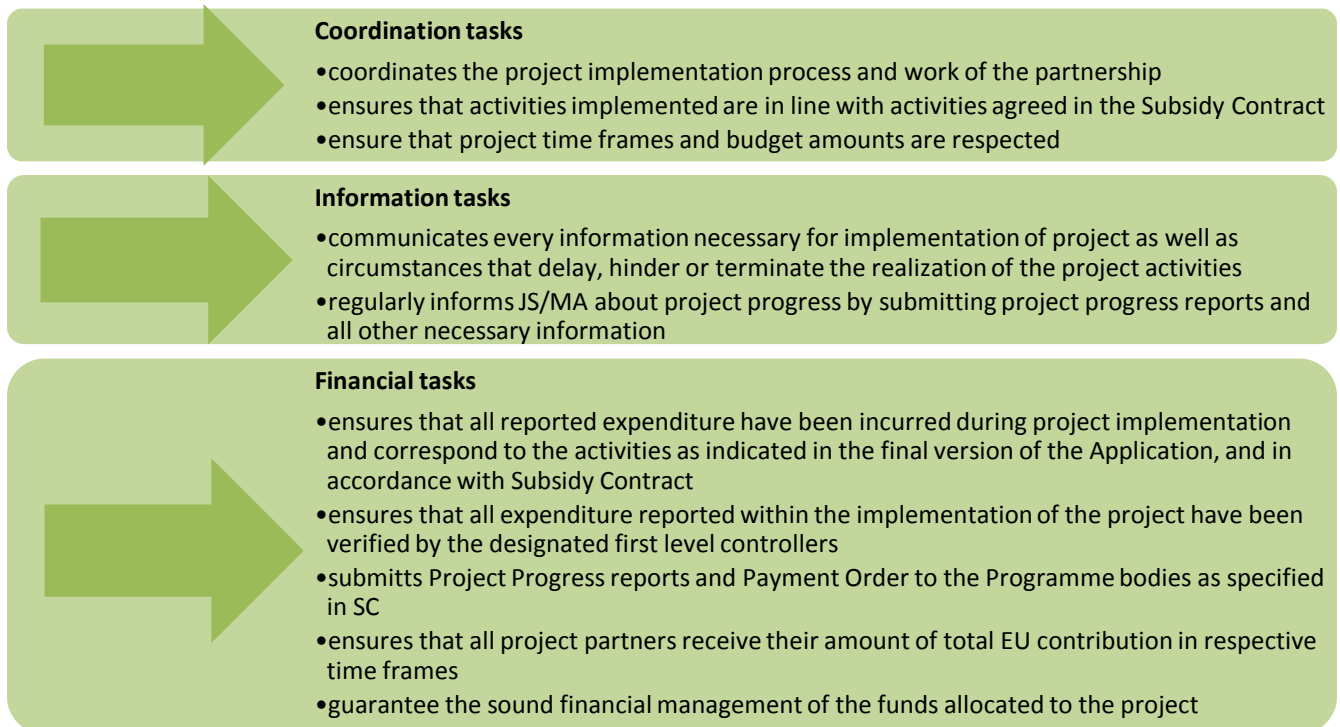 Coordination tasks
•coordinates the project implementation process and work of the partnership
•ensures that activities implemented are in line with activities agreed in the Subsidy Contract
•ensure that project time frames and budget amounts are respected
Information tasks
•communicates every information necessary for implementation of project as well as
circumstances that delay, hinder or terminate the realization of the project activities
•regularly informs JS/MA about project progress by submitting project progress reports and
all other necessary information
Financial tasks
•ensures that all reported expenditure have been incurred during project implementation
and correspond to the activities as indicated in the final version of the Application, and in
accordance with Subsidy Contract
•ensures that all expenditure reported within the implementation of the project have been
verified by the designated first level controllers
•submitts Project Progress reports and Payment Order to the Programme bodies as specified
in SC
•ensures that all project partners receive their amount of total EU contribution in respective
time frames
•guarantee the sound financial management of the funds allocated to the project